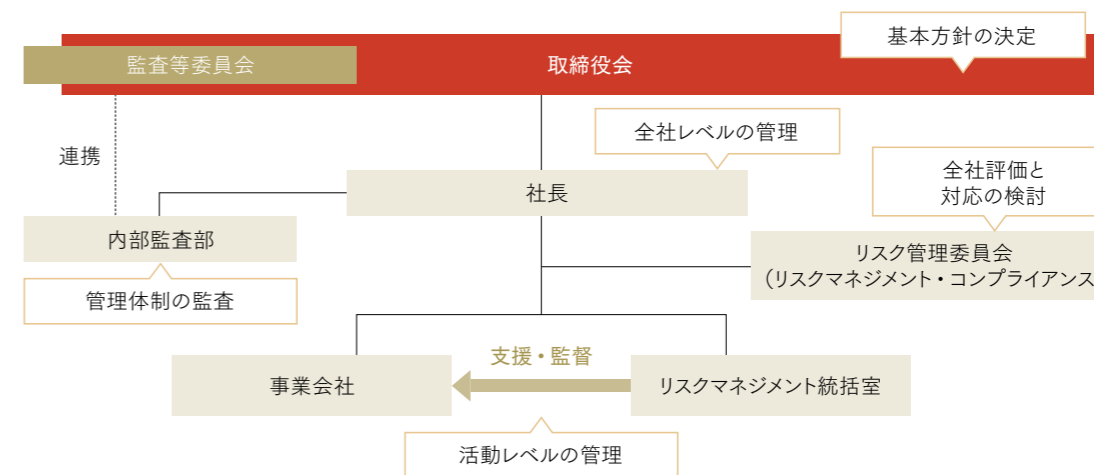 基本方針の決定
監査等委員会
取締役会
全社レベルの管理
連携
全社評価と
対応の検討
社長
内部監査部
リスク管理委員会
(リスクマネジメント・コンプライアンス
管理体制の監査
支援・監督
事業会社
リスクマネジメント統括室
活動レベルの管理